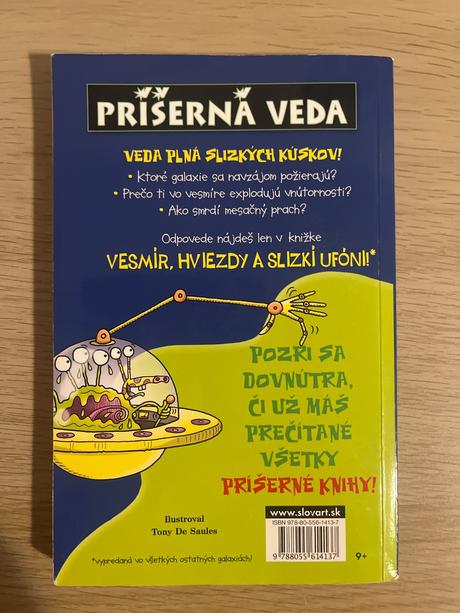 PRÍŠERNÁ VEDA
VEDA PLNÁ SLIZKÝCH KÚSKOV!
• Ktoré galaxie sa navzájom požierajú?
• Prečo ti vo vesmíre explodujú vnútornosti?
• Ako smrdí mesačný prach?
Odpovede nájdeš len v knižke
VESMÍR, HVIEZDY A SLIZKÍ UFÓNI!*
POZRI SA
DOVNÚTRA,
ČI UŽ MÁŠ
PREČÍTANÉ
VŠETKY
PRÍŠERNÉ KNIHY!
www.slovart.sk
ISBN 978-80-556-1413-7
9 788055 614137
9+
Ilustroval
Tony De Saules
*vypredaná vo všetkých ostatných galaxiách!